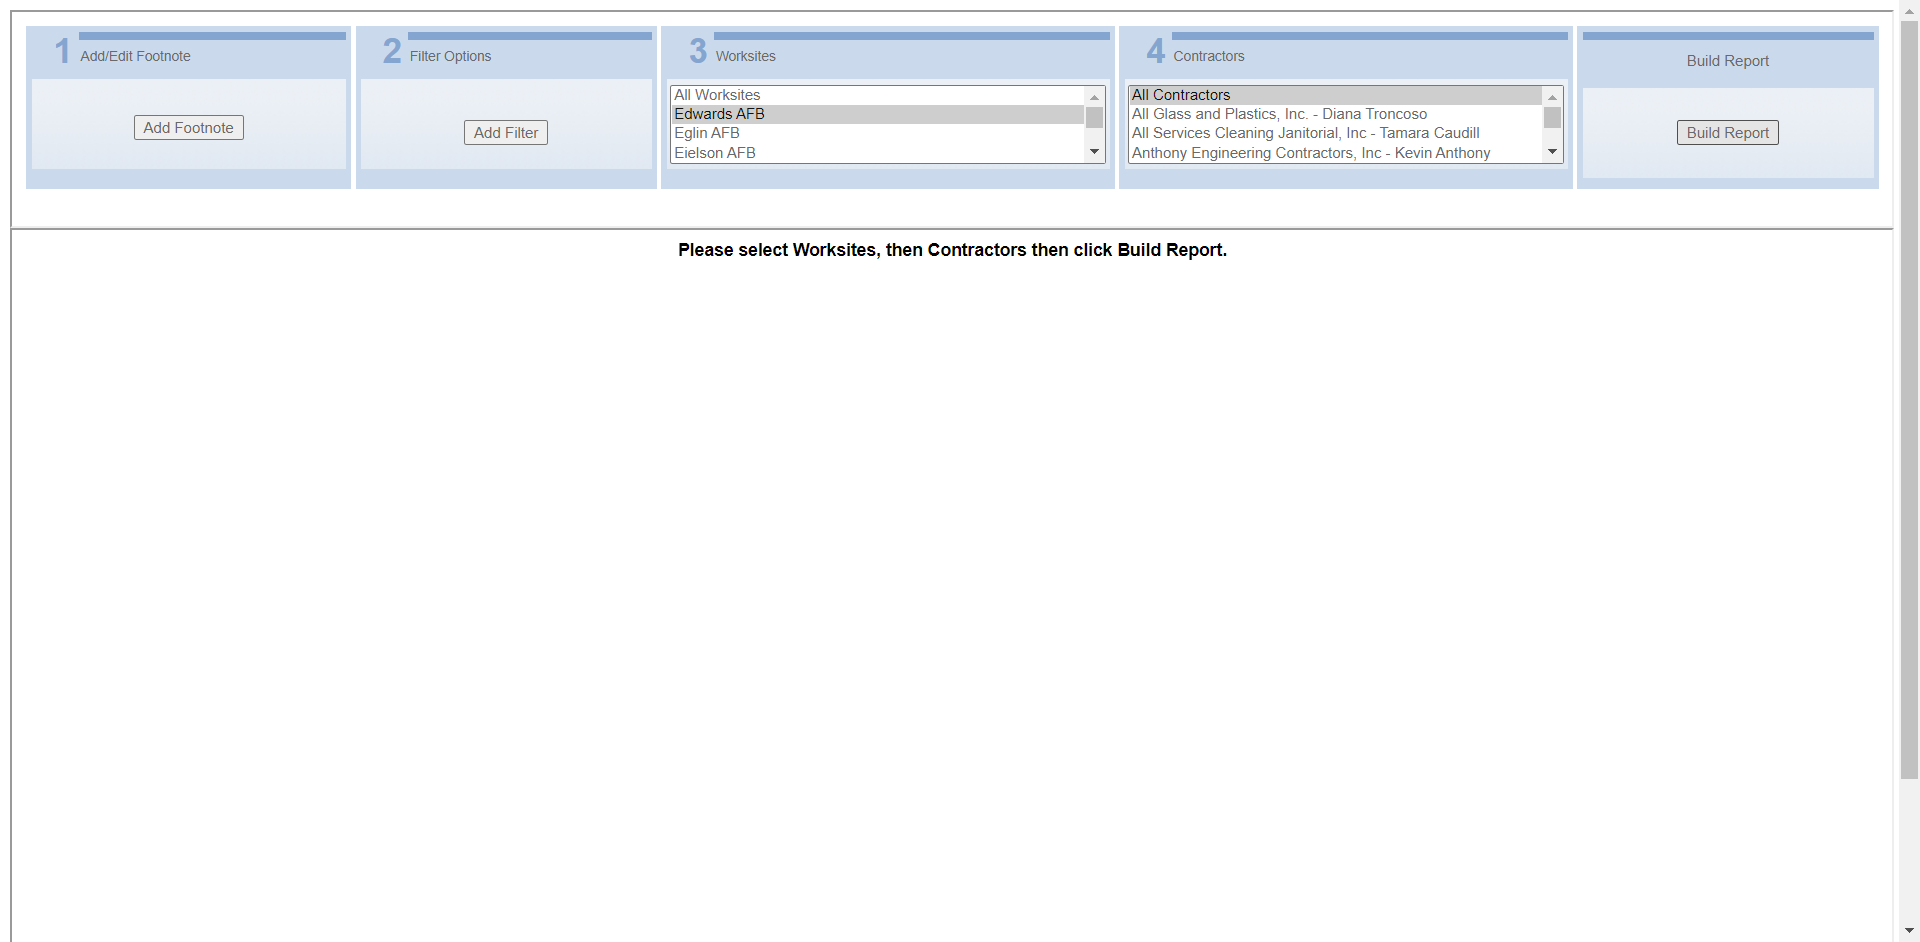 1 Add/Edit Footnote
Add Footnote
2 Filter Options
Add Filter
3 Worksites
All Worksites
Edwards AFB
Eglin AFB
Eielson AFB
4 Contractors
All Contractors
All Glass and Plastics, Inc. - Diana Troncoso
All Services Cleaning Janitorial, Inc - Tamara Caudill
Anthony Engineering Contractors, Inc - Kevin Anthony
Build Report
Build Report
Please select Worksites, then Contractors then click Build Report.